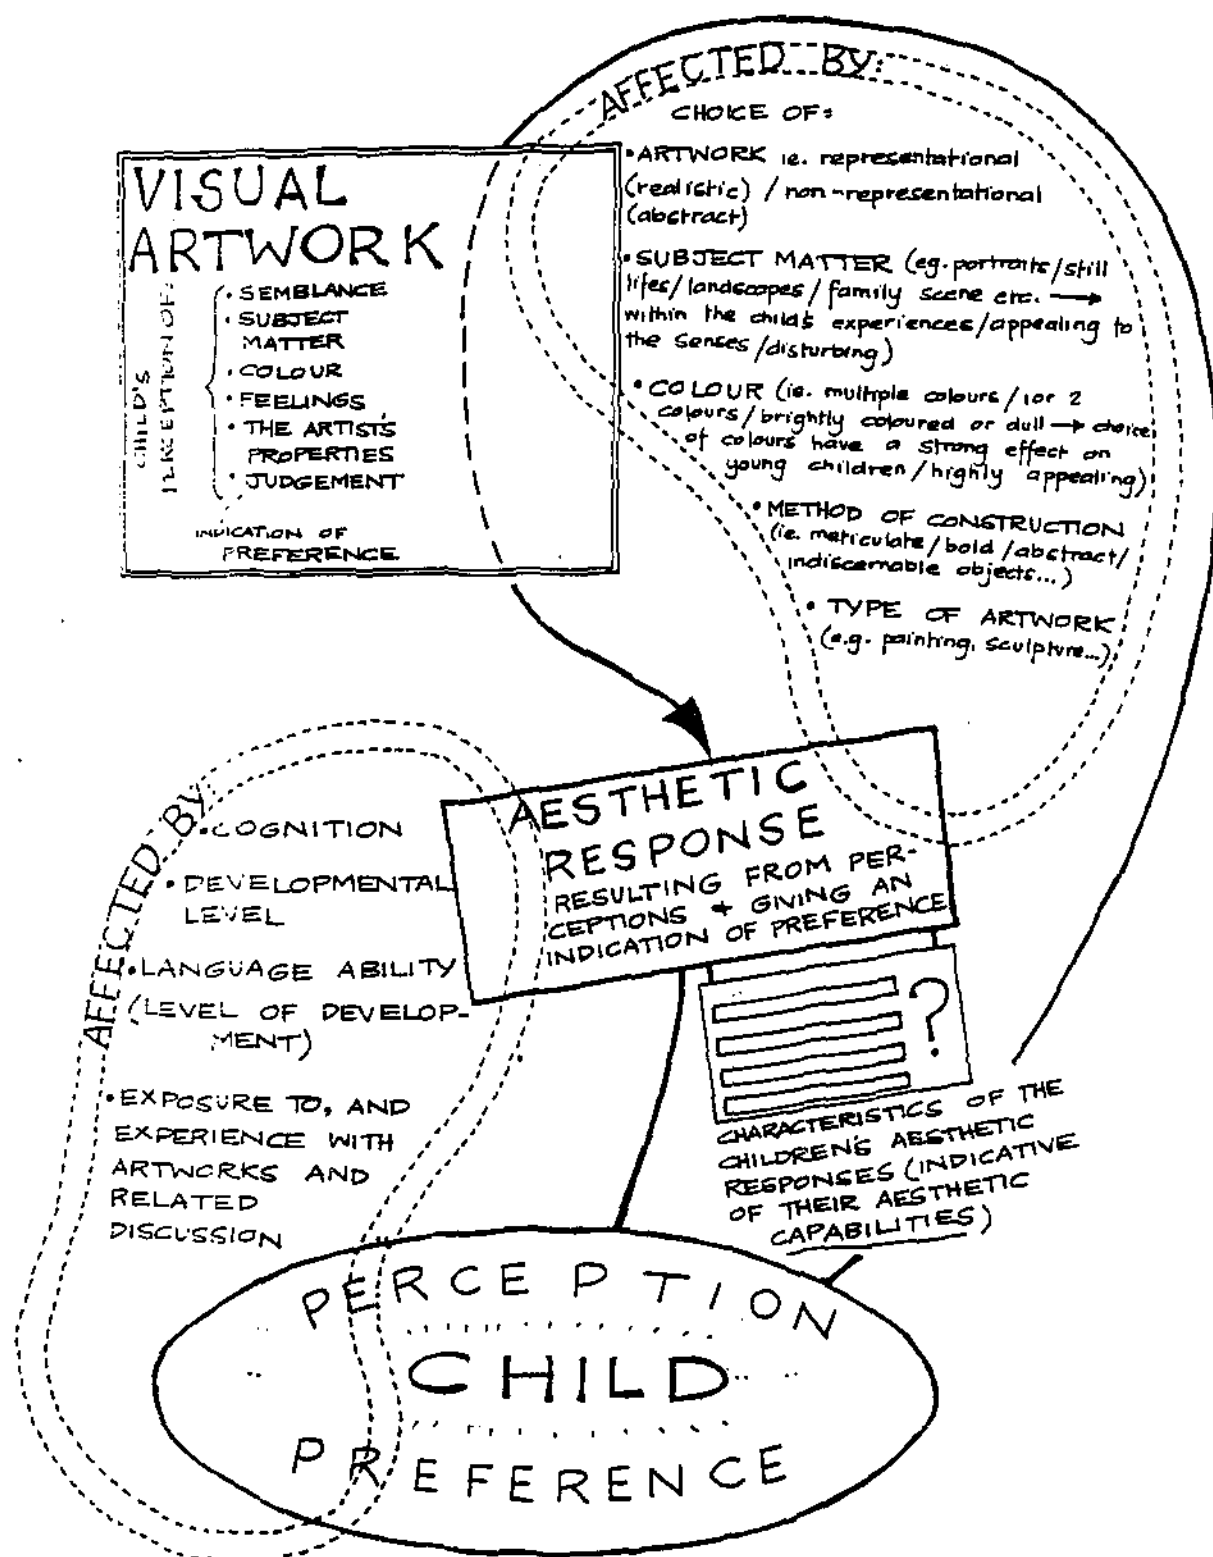 AFFECTED BY:
CHOICE OF:
• ARTWORK ie. representational
(realistic) / non-representational
(abstract)
• SUBJECT MATTER (eg. portraits/still
lifes/landscapes/family scene etc. →
within the child's experiences/appealing to
the senses/disturbing)
• COLOUR (ie. multiple colours/1or 2
colours/brightly coloured or dull → choice
of colours have a strong effect on
young children/highly appealing)
• METHOD OF CONSTRUCTION
(ie. meticulate/bold/abstract/
indiscernable objects...)
• TYPE OF ARTWORK
(e.g. painting, sculpture...)
VISUAL
ARTWORK
CHILD'S
PERCEPTION OF:
• SEMBLANCE
• SUBJECT
MATTER
• COLOUR
• FEELINGS
• THE ARTIST'S
PROPERTIES
• JUDGEMENT
INDICATION OF
PREFERENCE
AESTHETIC
RESPONSE
RESULTING FROM PER-
CEPTIONS + GIVING AN
INDICATION OF PREFERENCE
?
CHARACTERISTICS OF THE
CHILDREN'S AESTHETIC
RESPONSES (INDICATIVE
OF THEIR AESTHETIC
CAPABILITIES)
AFFECTED BY:
• COGNITION
• DEVELOPMENTAL
LEVEL
• LANGUAGE ABILITY
(LEVEL OF DEVELOP-
MENT)
• EXPOSURE TO, AND
EXPERIENCE WITH
ARTWORKS AND
RELATED
DISCUSSION
PERCEPTION
CHILD
PREFERENCE